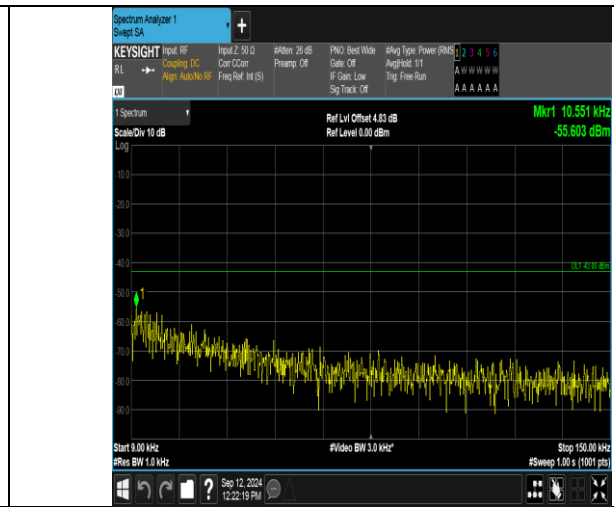 Spectrum Analyzer 1
Swept SA
+
KEYSIGHT Input: RF Input Z: 50 Ω #Atten: 26 dB PNO: Best Wide #Avg Type: Power (RMS 1 2 3 4 5 6
RL Coupling: DC Corr CCorr Preamp: Off Gate: Off Avg|Hold: 1/1 A W W W W W
Align: Auto/No RF Freq Ref: Int (S) IF Gain: Low Trig: Free Run
Sig Track: Off A A A A A A
LXI
1 Spectrum Ref Lvl Offset 4.83 dB Mkr1 10.551 kHz
Scale/Div 10 dB Ref Level 0.00 dBm -55.603 dBm
Log
-10.0
-20.0
-30.0
-40.0
DL1 -43.00 dBm
-50.0
1
-60.0
-70.0
-80.0
-90.0
Start 9.00 kHz #Video BW 3.0 kHz* Stop 150.00 kHz
#Res BW 1.0 kHz #Sweep 1.00 s (1001 pts)
? Sep 12, 2024
12:22:19 PM